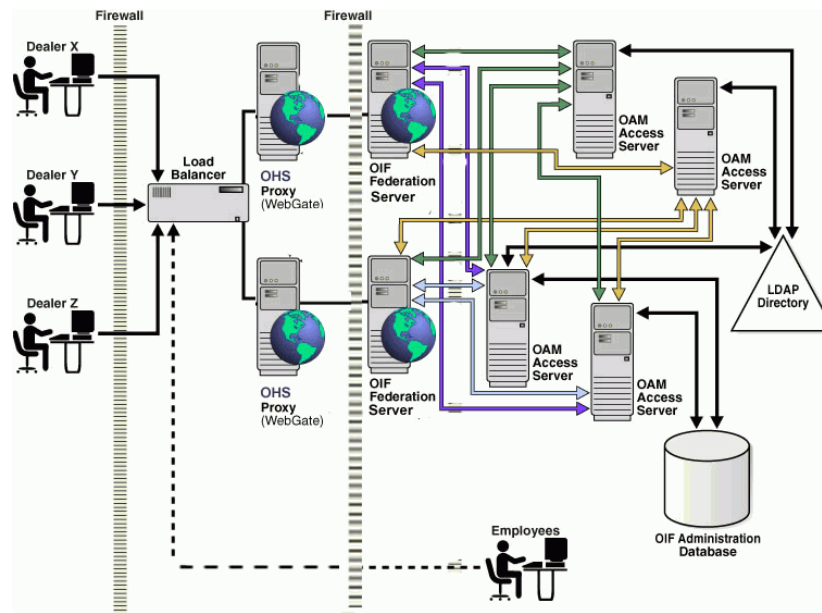 Firewall
Firewall
Dealer X
Dealer Y
Dealer Z
Load
Balancer
OHS
Proxy
(WebGate)
OHS
Proxy
(WebGate)
OIF
Federation
Server
OIF
Federation
Server
OAM
Access
Server
OAM
Access
Server
OAM
Access
Server
OAM
Access
Server
LDAP
Directory
OIF Administration
Database
Employees